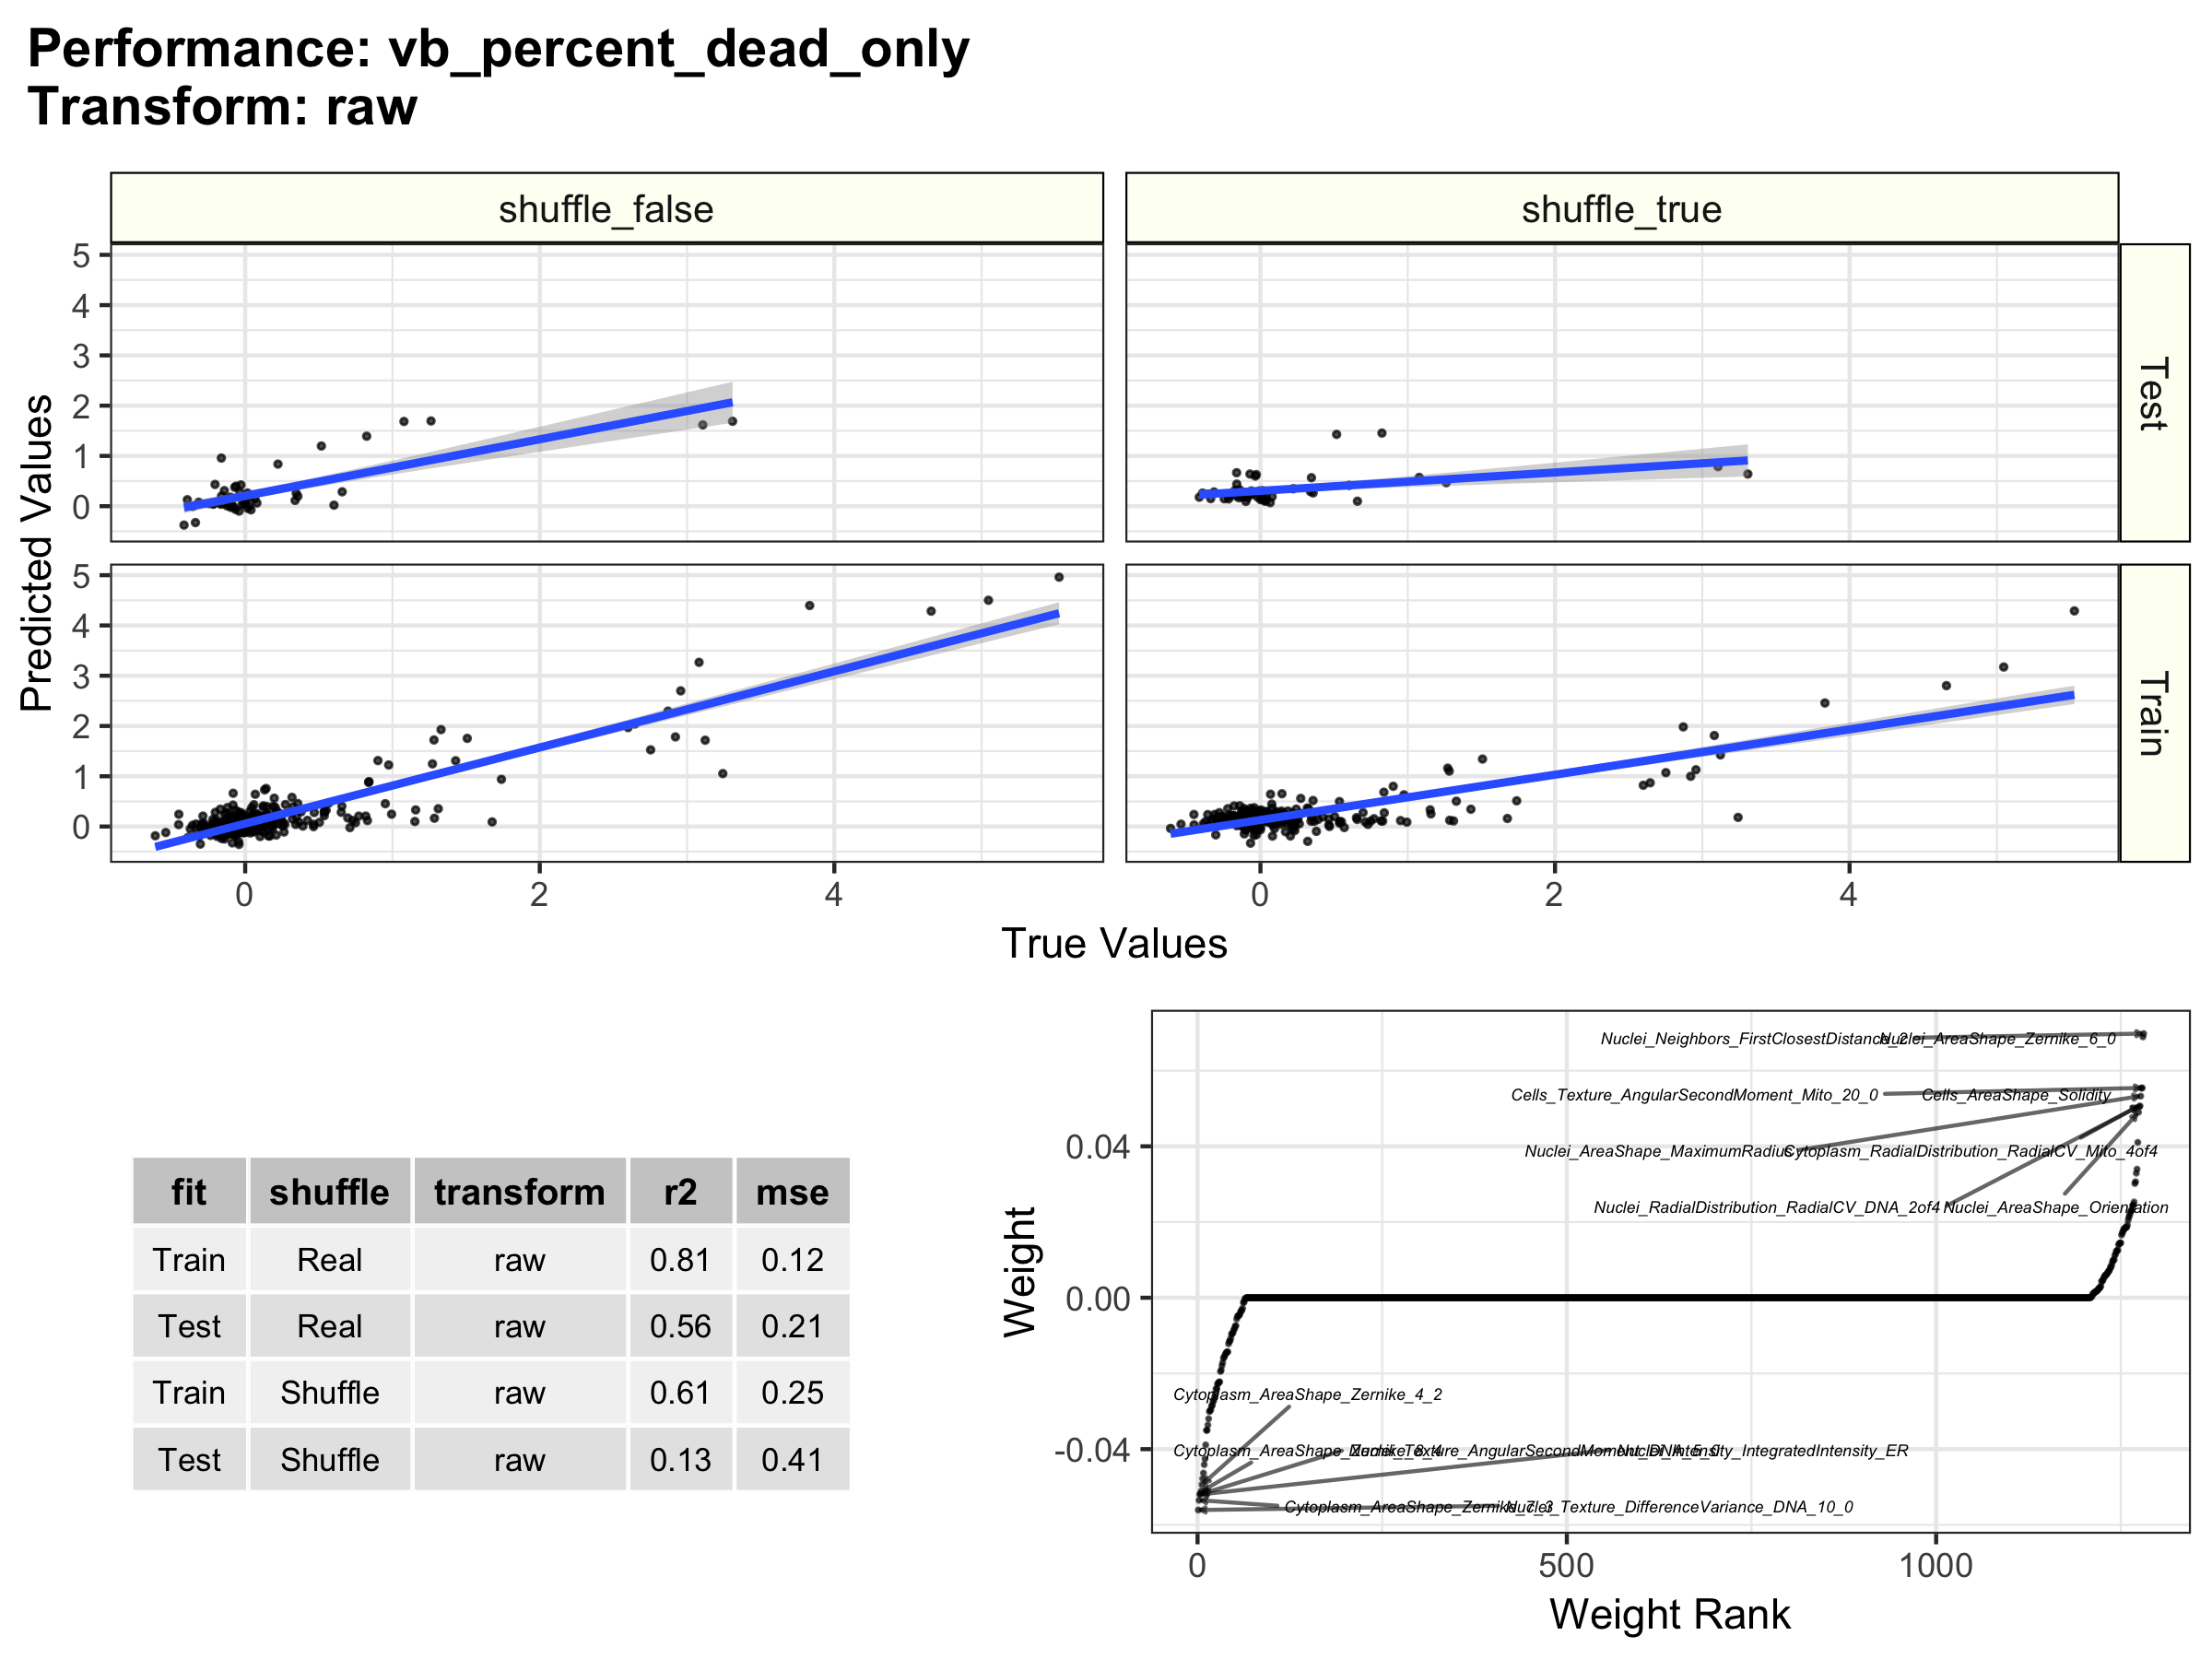 Performance: vb_percent_dead_only
Transform: raw
shuffle_false
shuffle_true
5
4
3
2
1
0
Test
5
4
3
2
1
0
Train
Predicted Values
0
2
4
0
2
4
True Values
fit shuffle transform r2 mse
Train Real raw 0.81 0.12
Test Real raw 0.56 0.21
Train Shuffle raw 0.61 0.25
Test Shuffle raw 0.13 0.41
Weight
0.04
0.00
-0.04
Nuclei_Neighbors_FirstClosestDistance_2
Nuclei_AreaShape_Zernike_6_0
Cells_Texture_AngularSecondMoment_Mito_20_0
Cells_AreaShape_Solidity
Nuclei_AreaShape_MaximumRadius
Cytoplasm_RadialDistribution_RadialCV_Mito_4of4
Nuclei_RadialDistribution_RadialCV_DNA_2of4
Nuclei_AreaShape_Orientation
Cytoplasm_AreaShape_Zernike_4_2
Cytoplasm_AreaShape_Zernike_8_4
Nuclei_Texture_AngularSecondMoment_DNA_5_0
Nuclei_Intensity_IntegratedIntensity_ER
Cytoplasm_AreaShape_Zernike_7_3
Nuclei_Texture_DifferenceVariance_DNA_10_0
0
500
1000
Weight Rank